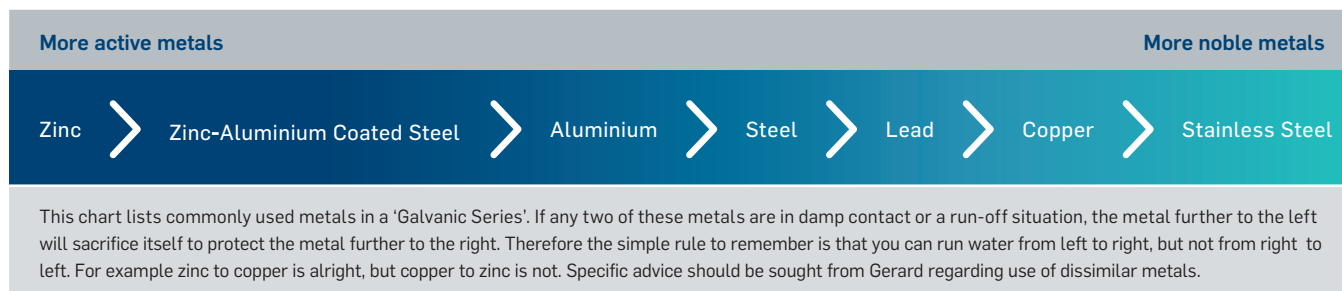 More active metals More noble metals
Zinc Zinc-Aluminium Coated Steel Aluminium Steel Lead Copper Stainless Steel
This chart lists commonly used metals in a ‘Galvanic Series’. If any two of these metals are in damp contact or a run-off situation, the metal further to the left
will sacrifice itself to protect the metal further to the right. Therefore the simple rule to remember is that you can run water from left to right, but not from right to
left. For example zinc to copper is alright, but copper to zinc is not. Specific advice should be sought from Gerard regarding use of dissimilar metals.